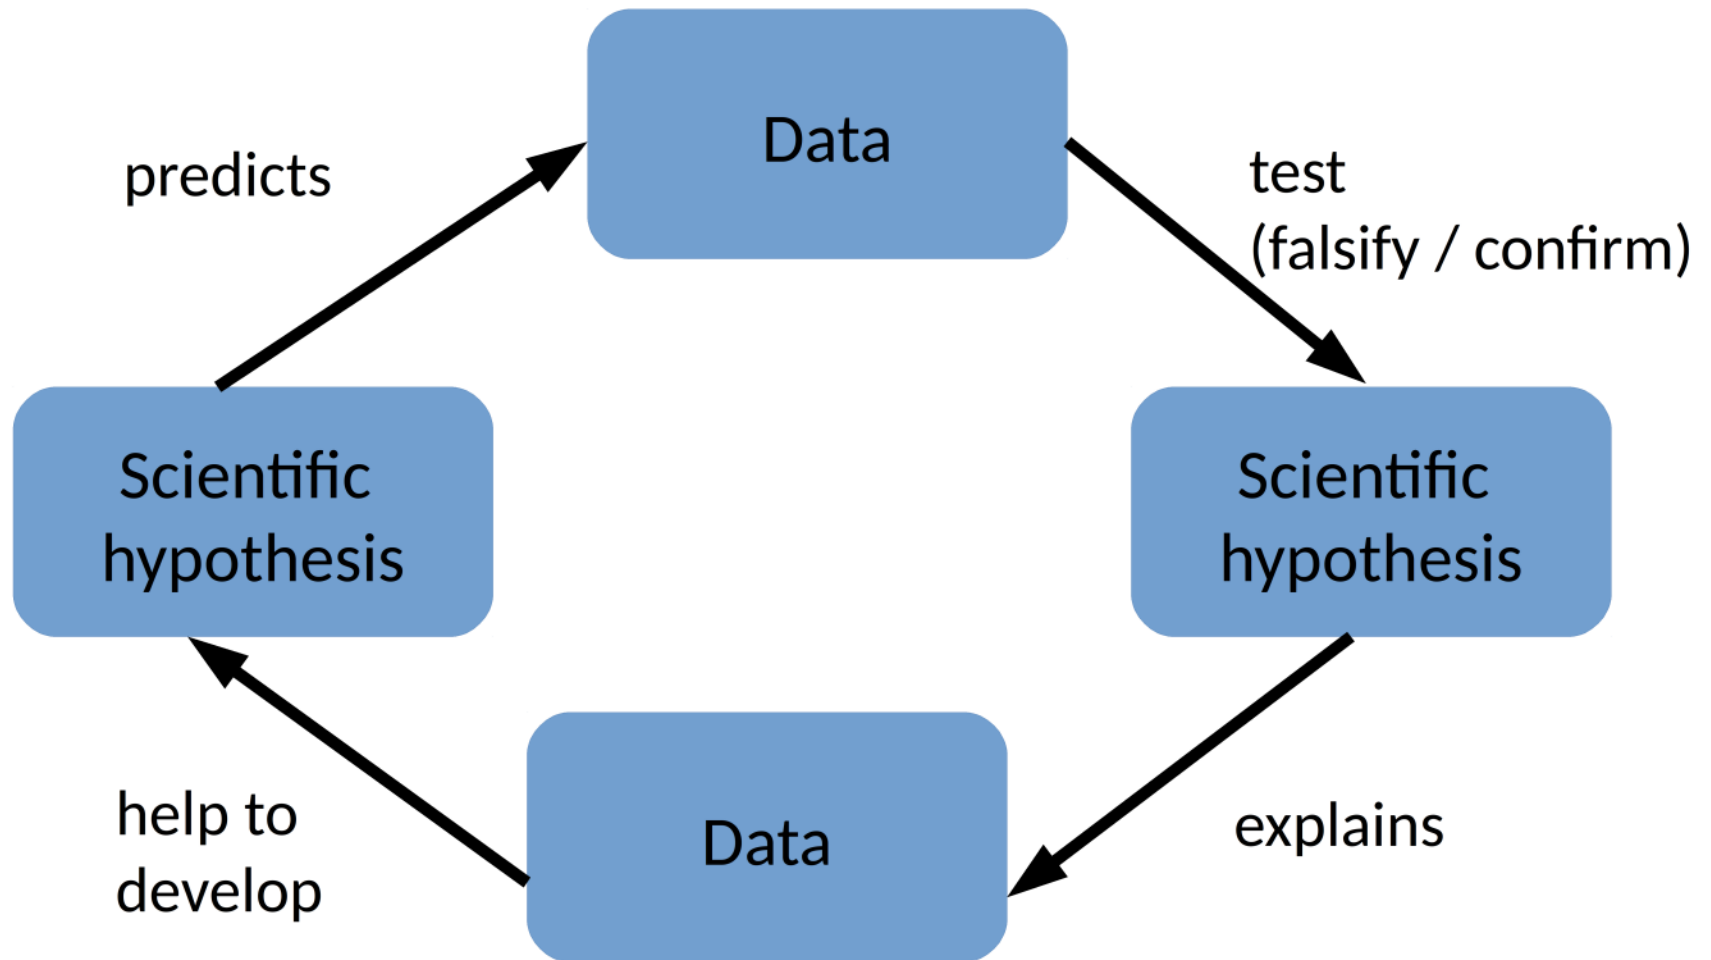 Data
predicts
test
(falsify / confirm)
Scientific
hypothesis
Scientific
hypothesis
help to
develop
Data
explains